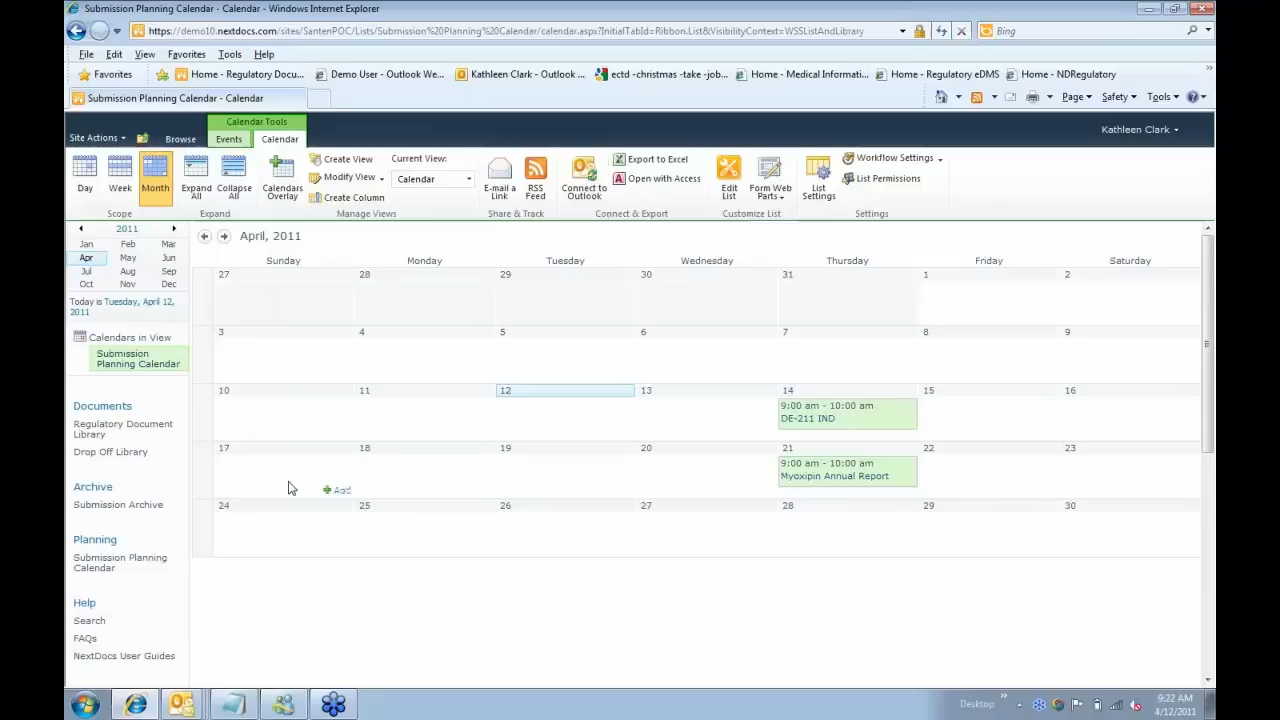 Submission Planning Calendar - Calendar - Windows Internet Explorer
https://demo10.nextdocs.com/sites/SantenPOC/Lists/Submission%20Planning%20Calendar/calendar.aspx?InitialTabId=Ribbon.List&VisibilityContext=WSSListAndLibrary
Bing
File Edit View Favorites Tools Help
Favorites Home - Regulatory Docu... Demo User - Outlook We... Kathleen Clark - Outlook ... ectd -christmas -take -job... Home - Medical Informati... Home - Regulatory eDMS Home - NDRegulatory
Submission Planning Calendar - Calendar
Page Safety Tools
Calendar Tools
Site Actions Browse Events Calendar
Kathleen Clark
Day Week Month
Scope
Expand All Collapse All
Expand
Calendars Overlay
Create View
Modify View
Create Column
Current View:
Calendar
Manage Views
E-mail a Link RSS Feed
Share & Track
Connect to Outlook
Export to Excel
Open with Access
Connect & Export
Edit List Form Web Parts
Customize List
List Settings
Workflow Settings
List Permissions
Settings
2011
Jan Feb Mar
Apr May Jun
Jul Aug Sep
Oct Nov Dec
Today is Tuesday, April 12, 2011
Calendars in View
Submission
Planning Calendar
Documents
Regulatory Document
Library
Drop Off Library
Archive
Submission Archive
Planning
Submission Planning
Calendar
Help
Search
FAQs
NextDocs User Guides
April, 2011
Sunday Monday Tuesday Wednesday Thursday Friday Saturday
27 28 29 30 31 1 2
3 4 5 6 7 8 9
10 11 12 13 14 15 16
9:00 am - 10:00 am
DE-211 IND
17 18 19 20 21 22 23
9:00 am - 10:00 am
Myoxipin Annual Report
Add
24 25 26 27 28 29 30
Desktop
9:22 AM
4/12/2011